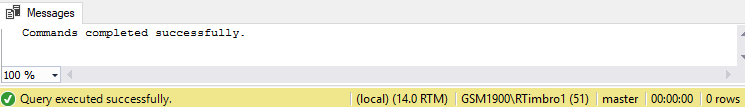 Messages
Commands completed successfully.
100 %
Query executed successfully. (local) (14.0 RTM) GSM1900\RTimbro1 (51) master 00:00:00 0 rows